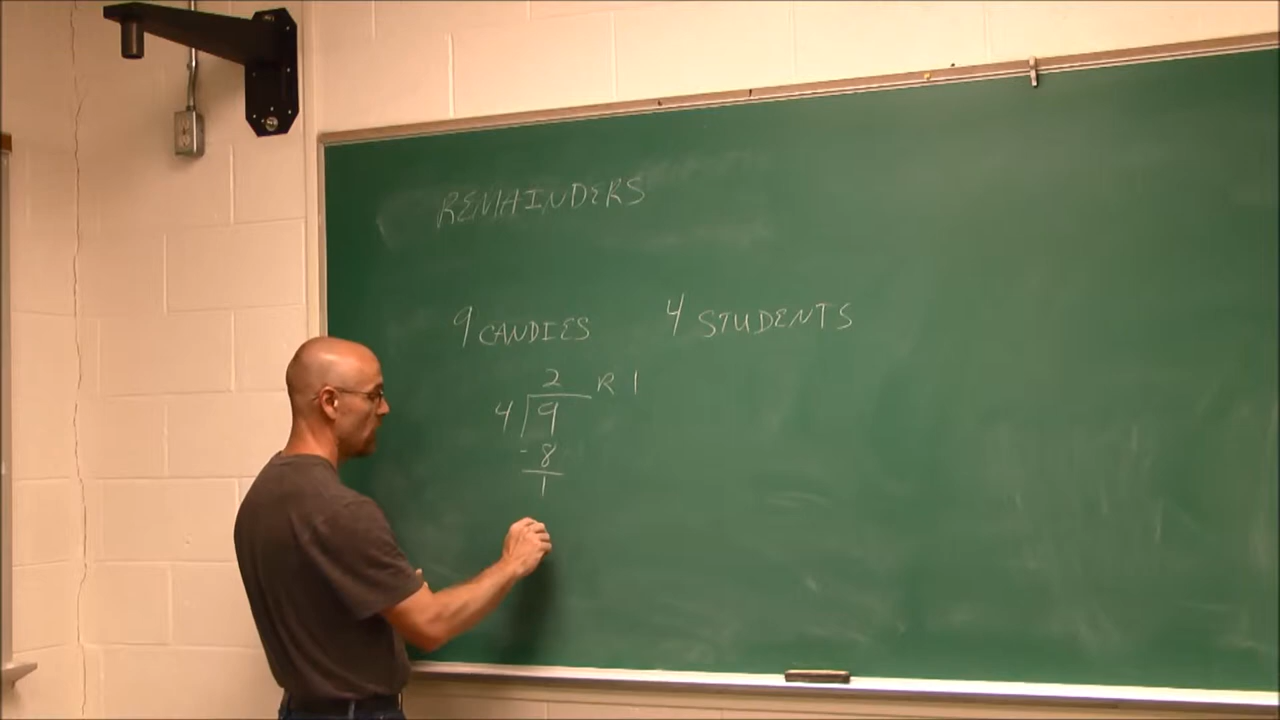 REMAINDERS
9 CANDIES 4 STUDENTS
2 R 1
4 9
- 8
1